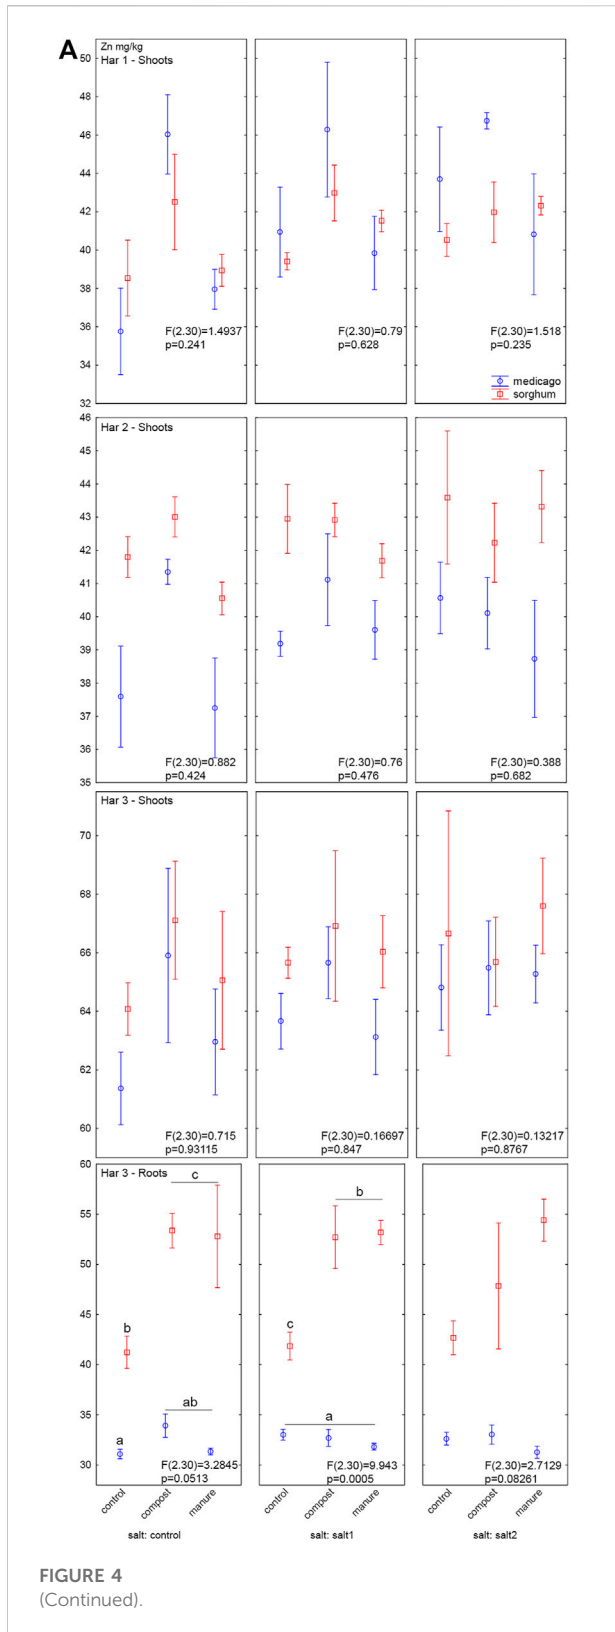 A
Zn mg/kg
Har 1 - Shoots
50
48
46
44
42
40
38
36
34
32
F(2.30)=1.4937
p=0.241
F(2.30)=0.79
p=0.628
F(2.30)=1.518
p=0.235
medicago
sorghum
Har 2 - Shoots
46
45
44
43
42
41
40
39
38
37
36
35
F(2.30)=0.882
p=0.424
F(2.30)=0.76
p=0.476
F(2.30)=0.388
p=0.682
Har 3 - Shoots
70
68
66
64
62
60
F(2.30)=0.715
p=0.93115
F(2.30)=0.16697
p=0.847
F(2.30)=0.13217
p=0.8767
Har 3 - Roots
60
55
50
45
40
35
30
c
b
ab
a
F(2.30)=3.2845
p=0.0513
b
c
a
F(2.30)=9.943
p=0.0005
F(2.30)=2.7129
p=0.08261
control
compost
manure
control
compost
manure
control
compost
manure
salt: control
salt: salt1
salt: salt2
FIGURE 4
(Continued).